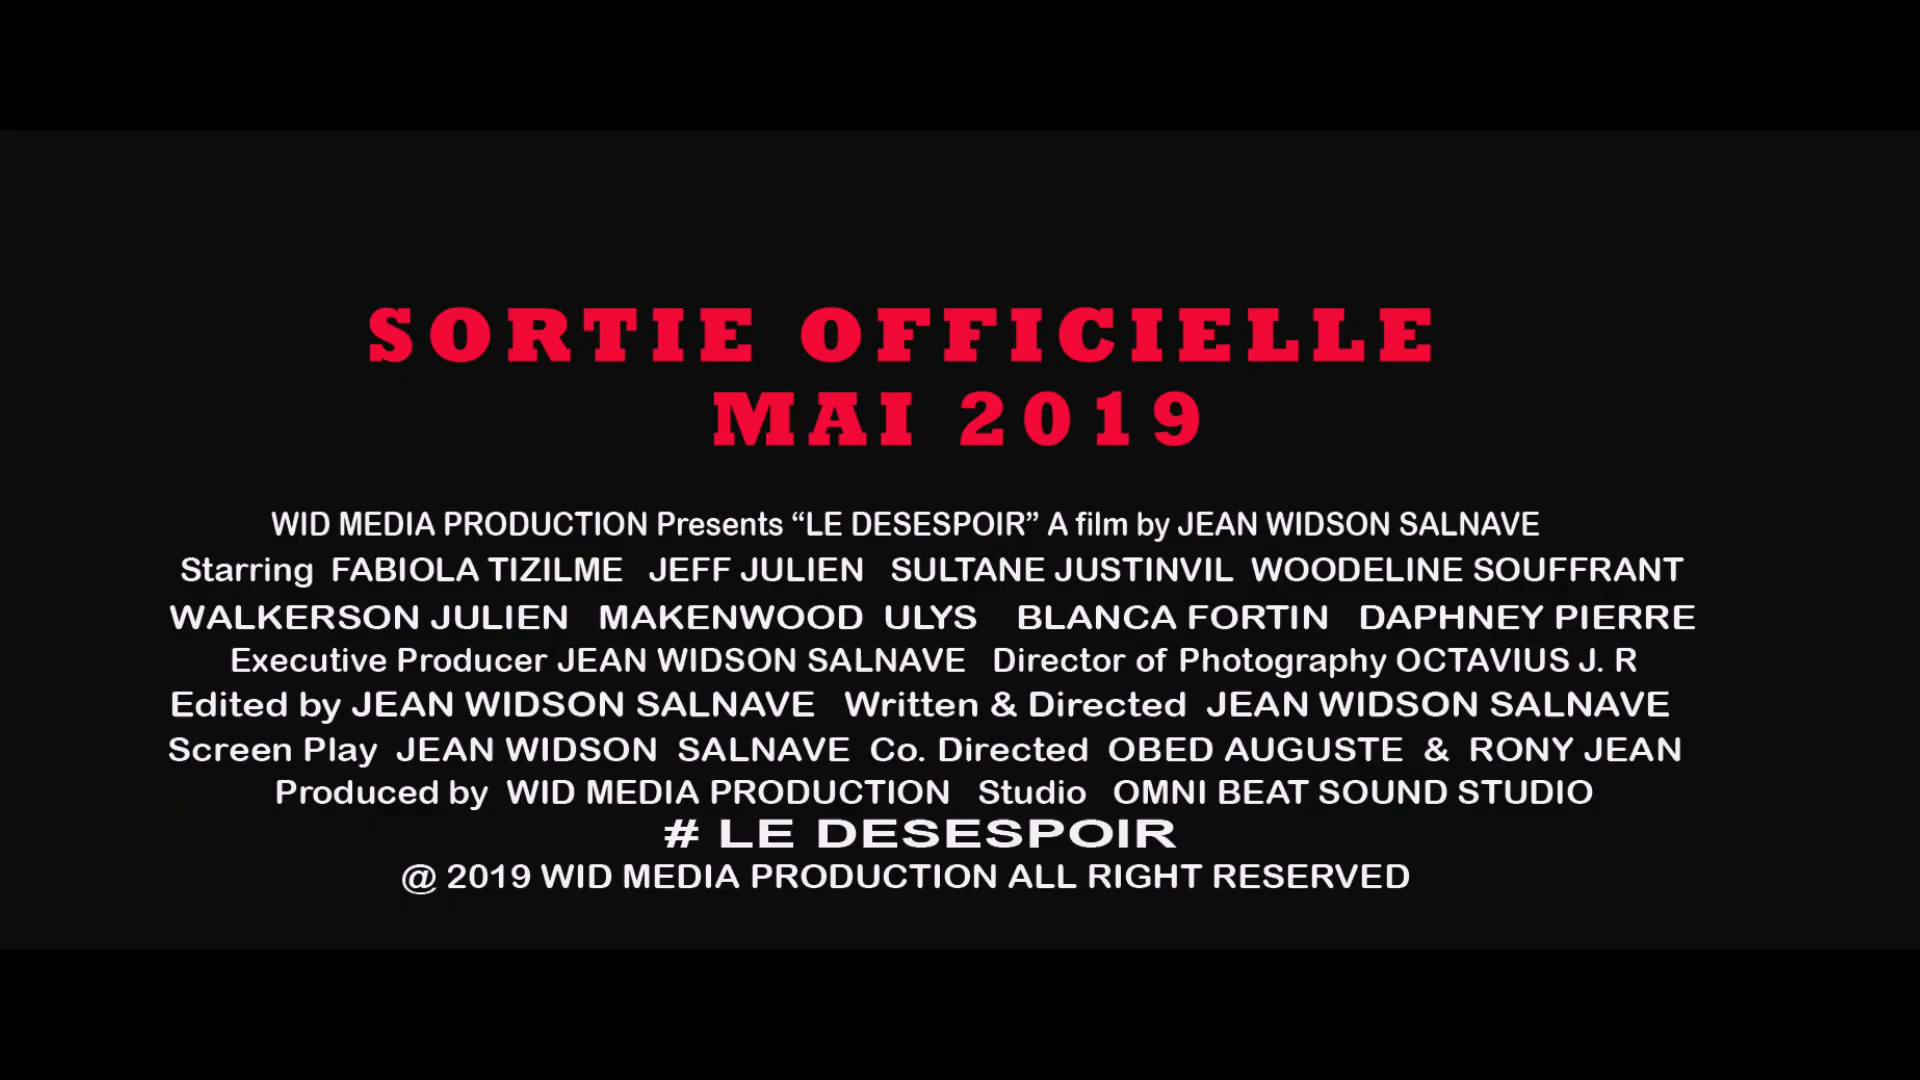 SORTIE OFFICIELLE
MAI 2019
WID MEDIA PRODUCTION Presents “LE DESESPOIR” A film by JEAN WIDSON SALNAVE
Starring FABIOLA TIZILME JEFF JULIEN SULTANE JUSTINVIL WOODELINE SOUFFRANT
WALKERSON JULIEN MAKENWOOD ULYS BLANCA FORTIN DAPHNEY PIERRE
Executive Producer JEAN WIDSON SALNAVE Director of Photography OCTAVIUS J. R
Edited by JEAN WIDSON SALNAVE Written & Directed JEAN WIDSON SALNAVE
Screen Play JEAN WIDSON SALNAVE Co. Directed OBED AUGUSTE & RONY JEAN
Produced by WID MEDIA PRODUCTION Studio OMNI BEAT SOUND STUDIO
# LE DESESPOIR
@ 2019 WID MEDIA PRODUCTION ALL RIGHT RESERVED